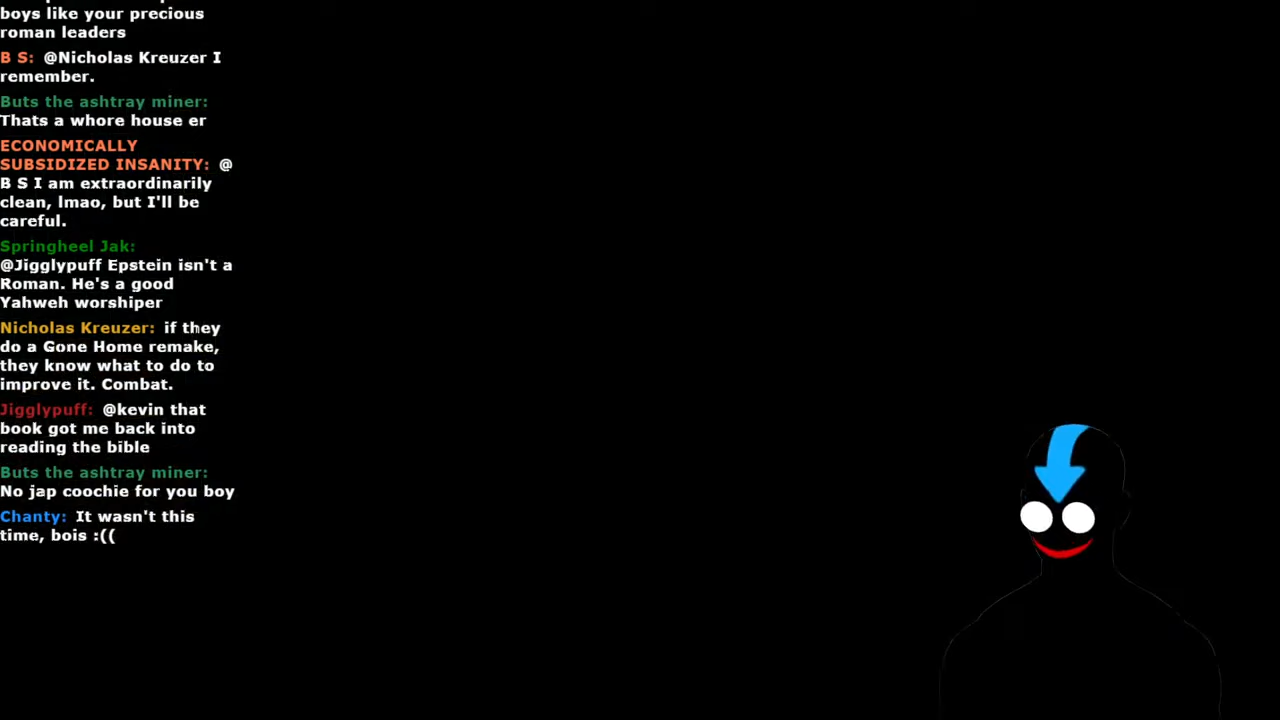 boys like your precious
roman leaders
B S: @Nicholas Kreuzer I
remember.
Buts the ashtray miner:
Thats a whore house er
ECONOMICALLY
SUBSIDIZED INSANITY: @
B S I am extraordinarily
clean, lmao, but I'll be
careful.
Springheel Jak:
@Jigglypuff Epstein isn't a
Roman. He's a good
Yahweh worshiper
Nicholas Kreuzer: if they
do a Gone Home remake,
they know what to do to
improve it. Combat.
Jigglypuff: @kevin that
book got me back into
reading the bible
Buts the ashtray miner:
No jap coochie for you boy
Chanty: It wasn't this
time, bois :((